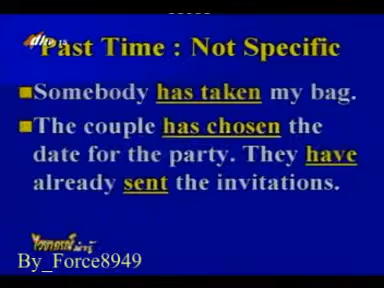 Past Time : Not Specific
Somebody has taken my bag.
The couple has chosen the
date for the party. They have
already sent the invitations.
By_Force8949